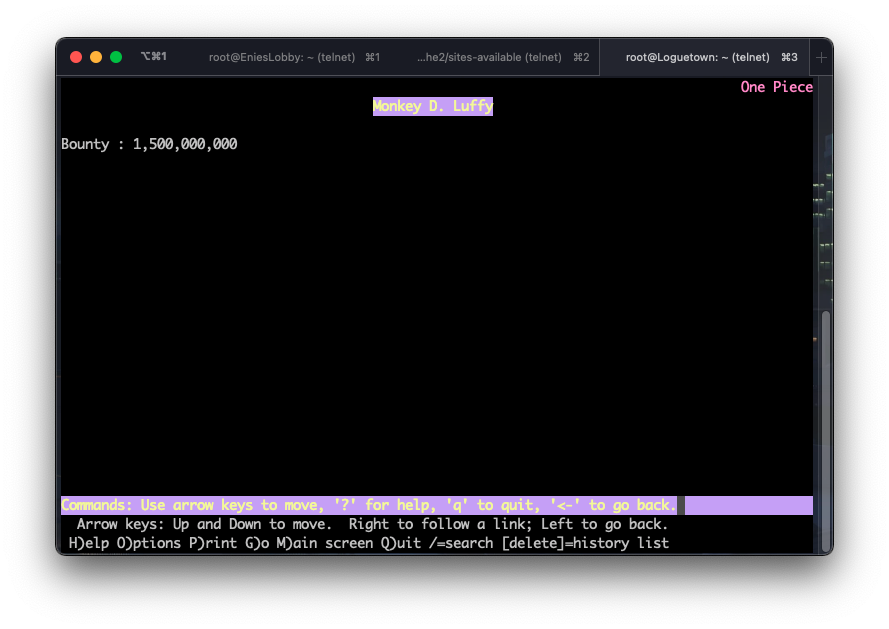 ⌥⌘1 root@EniesLobby: ~ (telnet) ⌘1 ...he2/sites-available (telnet) ⌘2 root@Loguetown: ~ (telnet) ⌘3 +
One Piece
Monkey D. Luffy
Bounty : 1,500,000,000
Commands: Use arrow keys to move, '?' for help, 'q' to quit, '<-' to go back.
Arrow keys: Up and Down to move.  Right to follow a link; Left to go back.
H)elp O)ptions P)rint G)o M)ain screen Q)uit /=search [delete]=history list